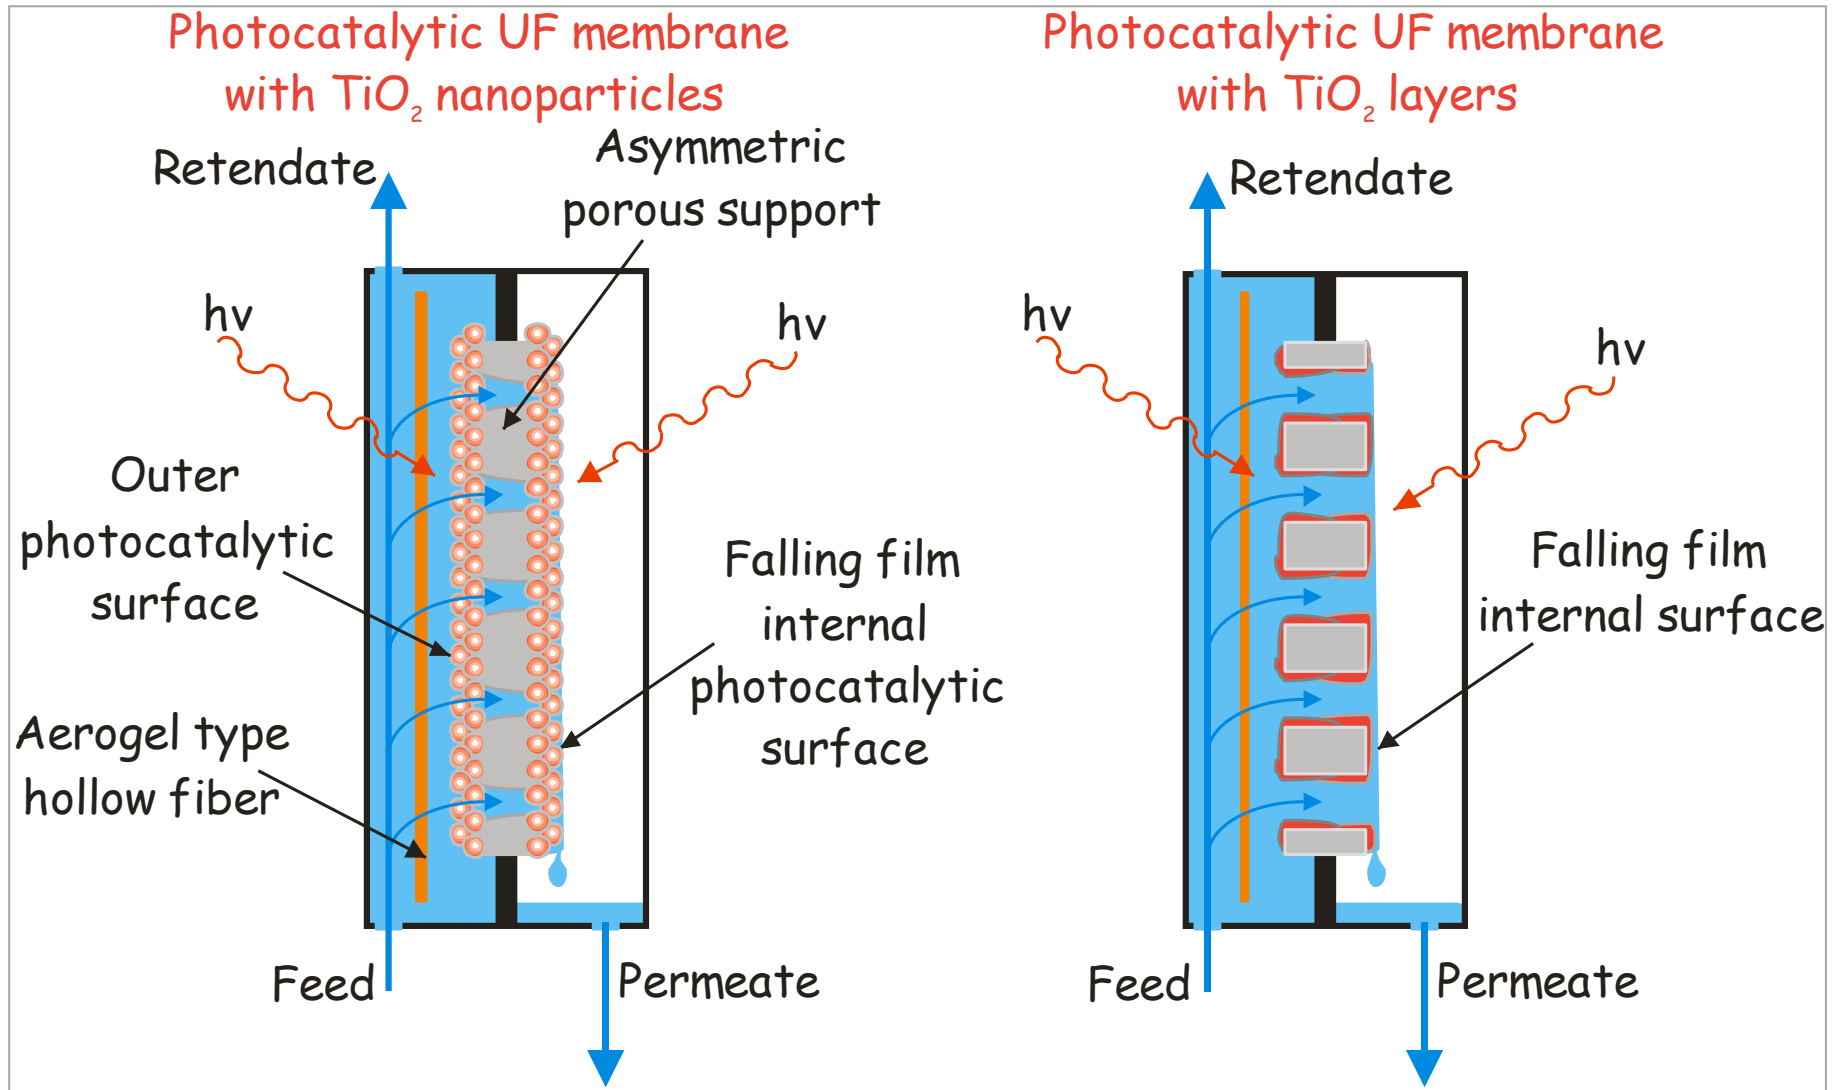 Photocatalytic UF membrane
with TiO₂ nanoparticles
Retendate
Asymmetric
porous support
hv
hv
Outer
photocatalytic
surface
Falling film
internal
photocatalytic
surface
Aerogel type
hollow fiber
Feed
Permeate
Photocatalytic UF membrane
with TiO₂ layers
Retendate
hv
hv
Falling film
internal surface
Feed
Permeate